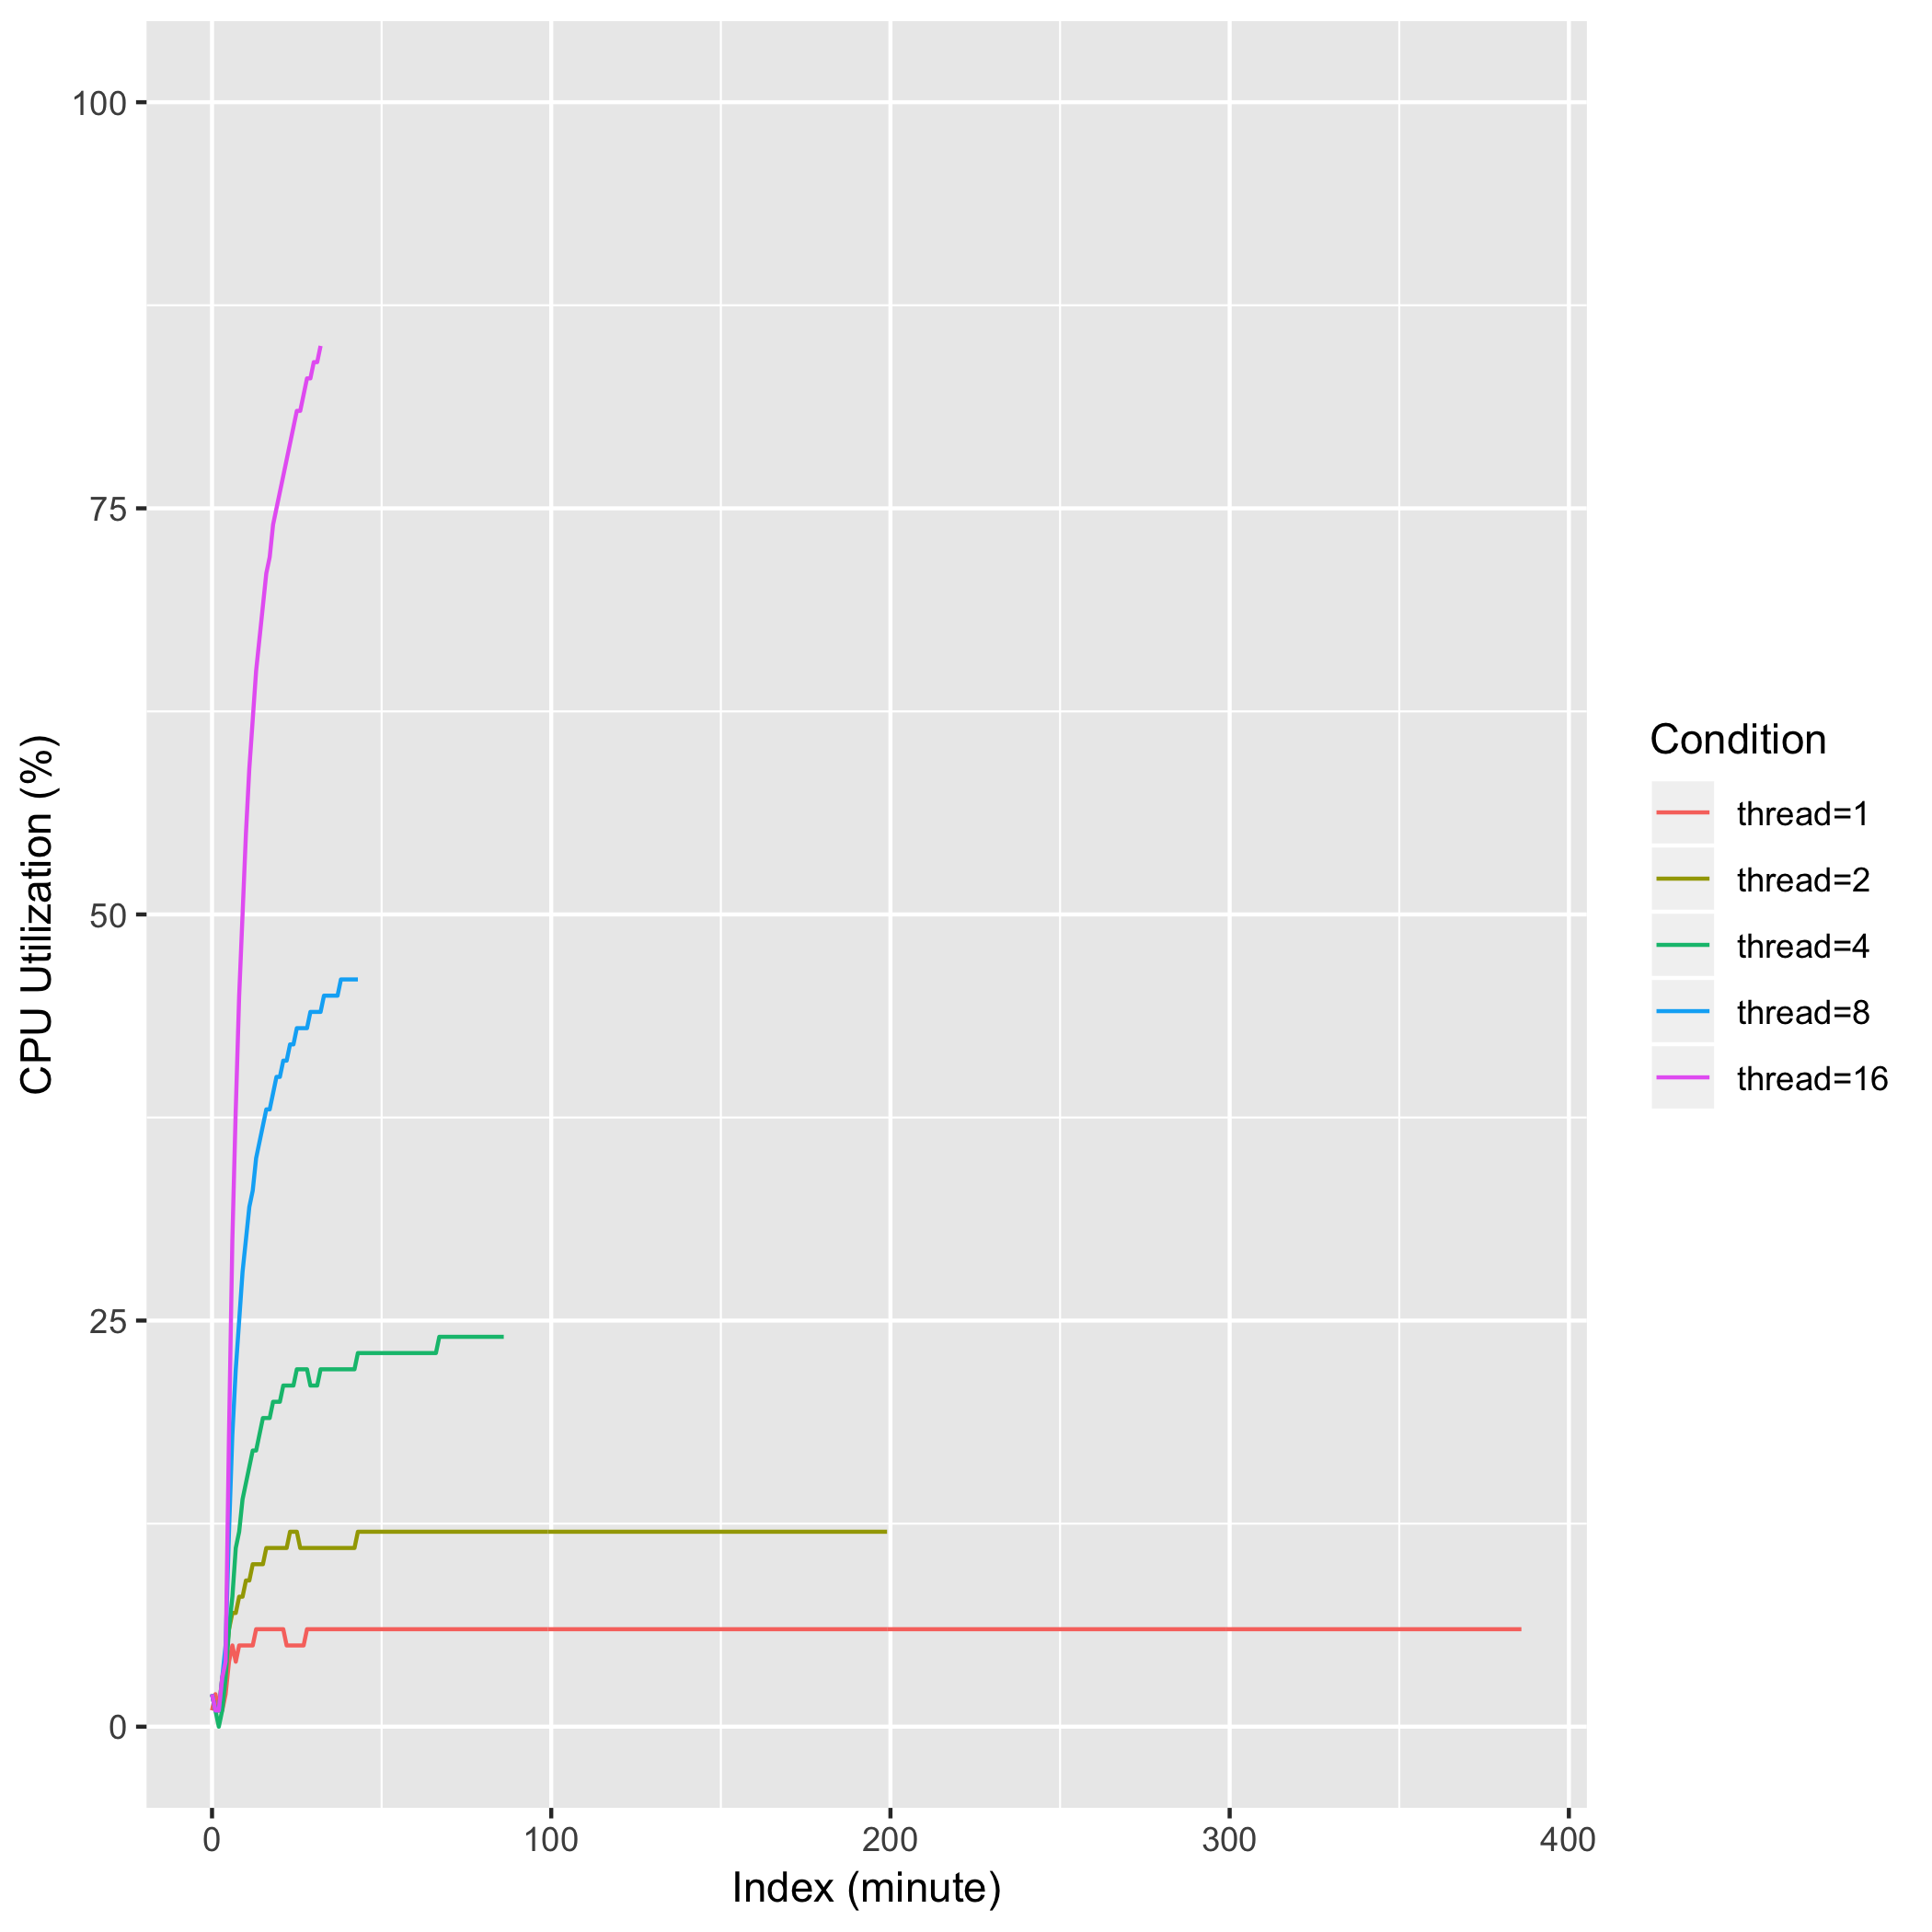 100
75
50
25
0
CPU Utilization (%)
0 100 200 300 400
Index (minute)
Condition
thread=1
thread=2
thread=4
thread=8
thread=16